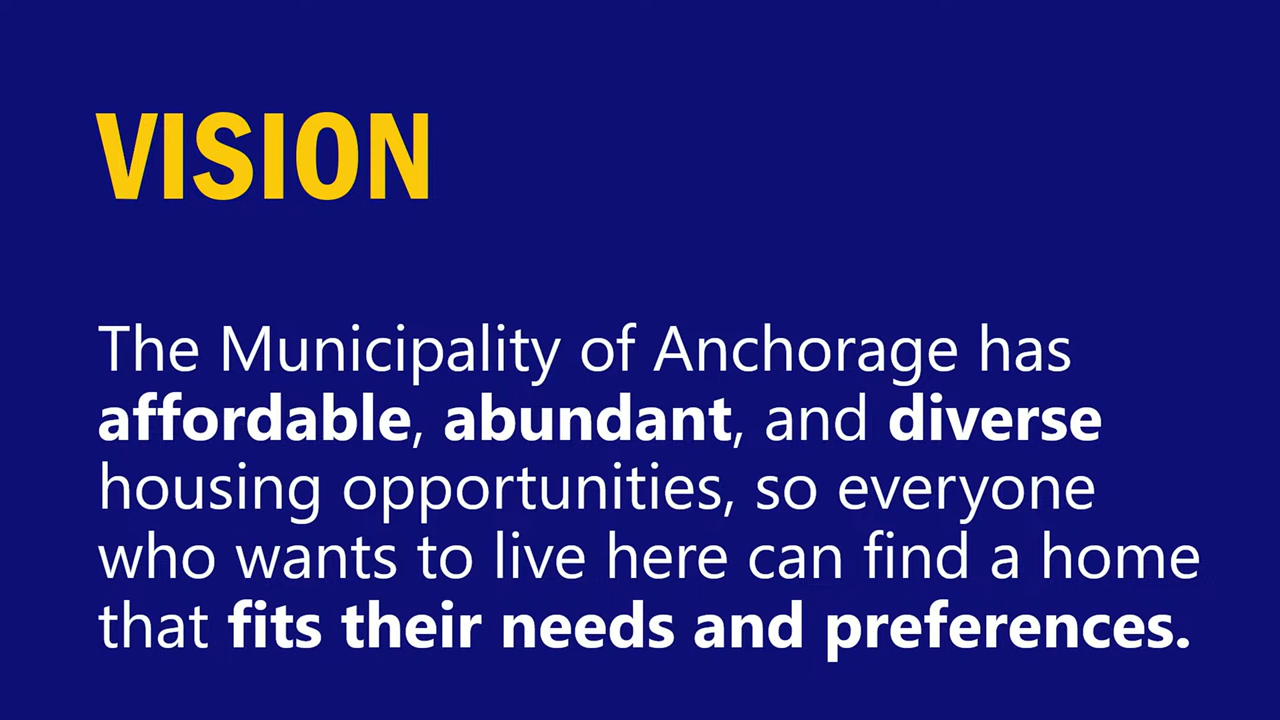 VISION
The Municipality of Anchorage has
affordable, abundant, and diverse
housing opportunities, so everyone
who wants to live here can find a home
that fits their needs and preferences.